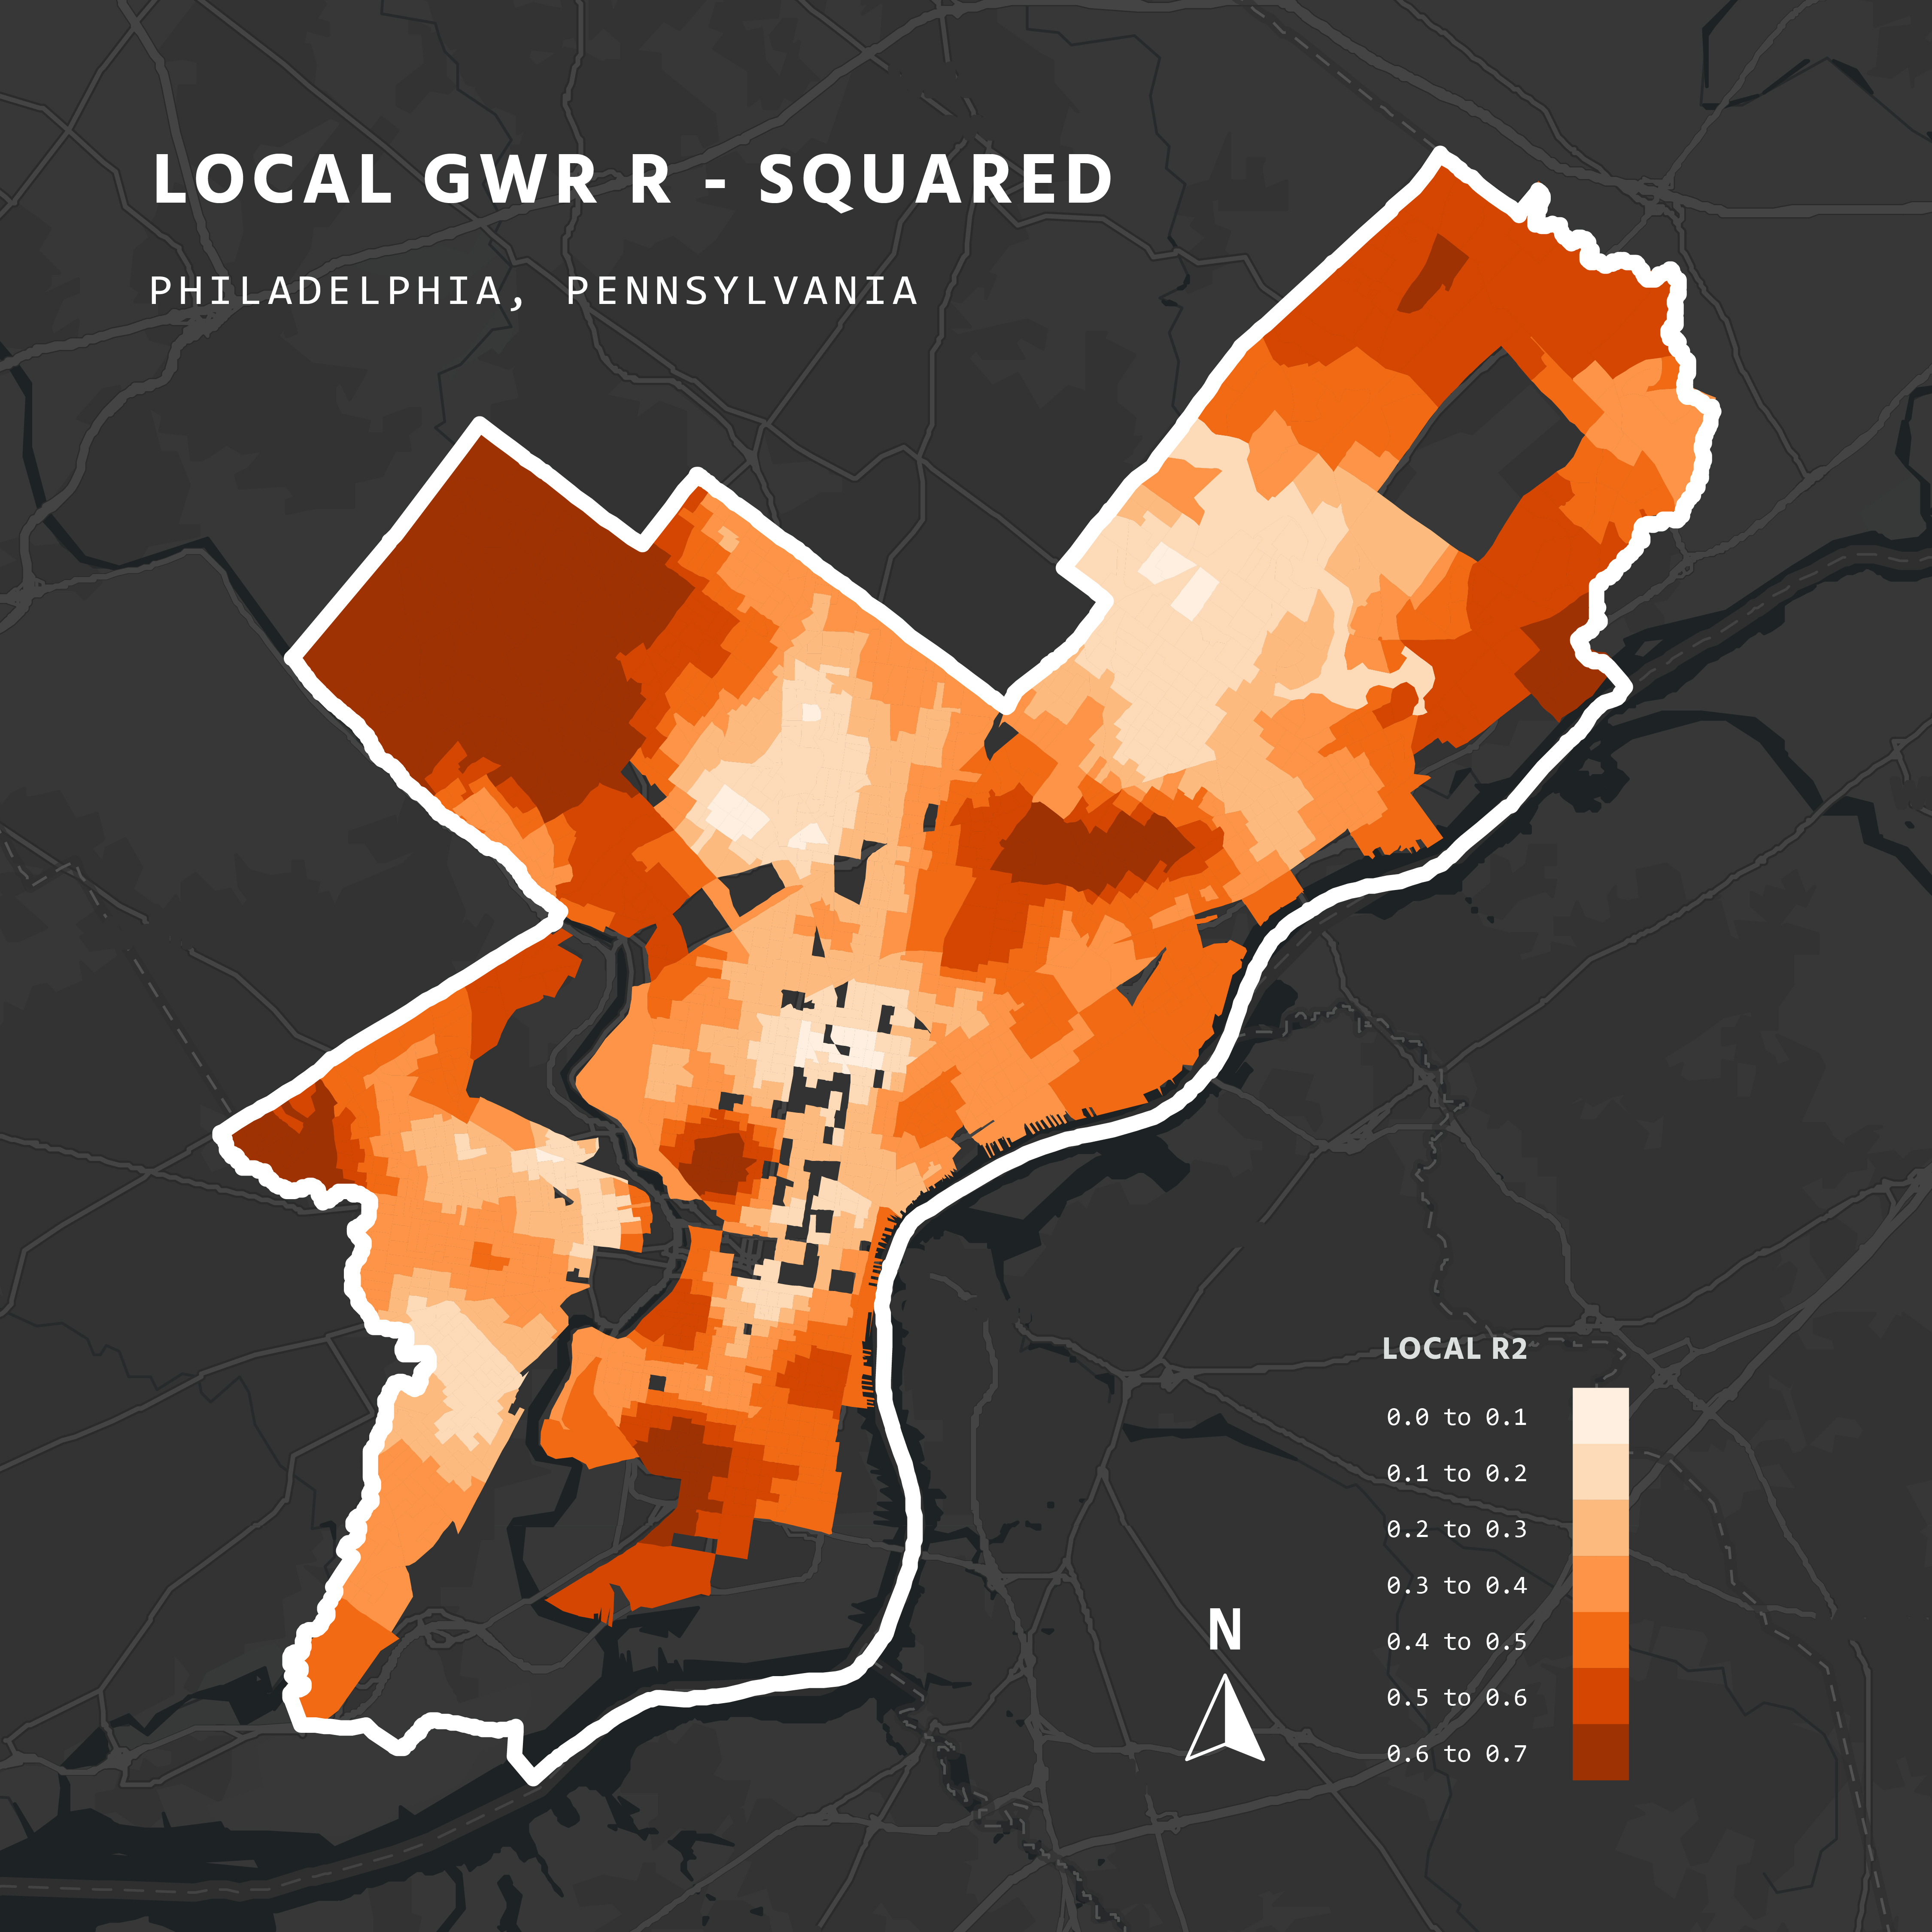 LOCAL GWR R - SQUARED
PHILADELPHIA, PENNSYLVANIA
LOCAL R2
0.0 to 0.1
0.1 to 0.2
0.2 to 0.3
0.3 to 0.4
0.4 to 0.5
0.5 to 0.6
0.6 to 0.7
N